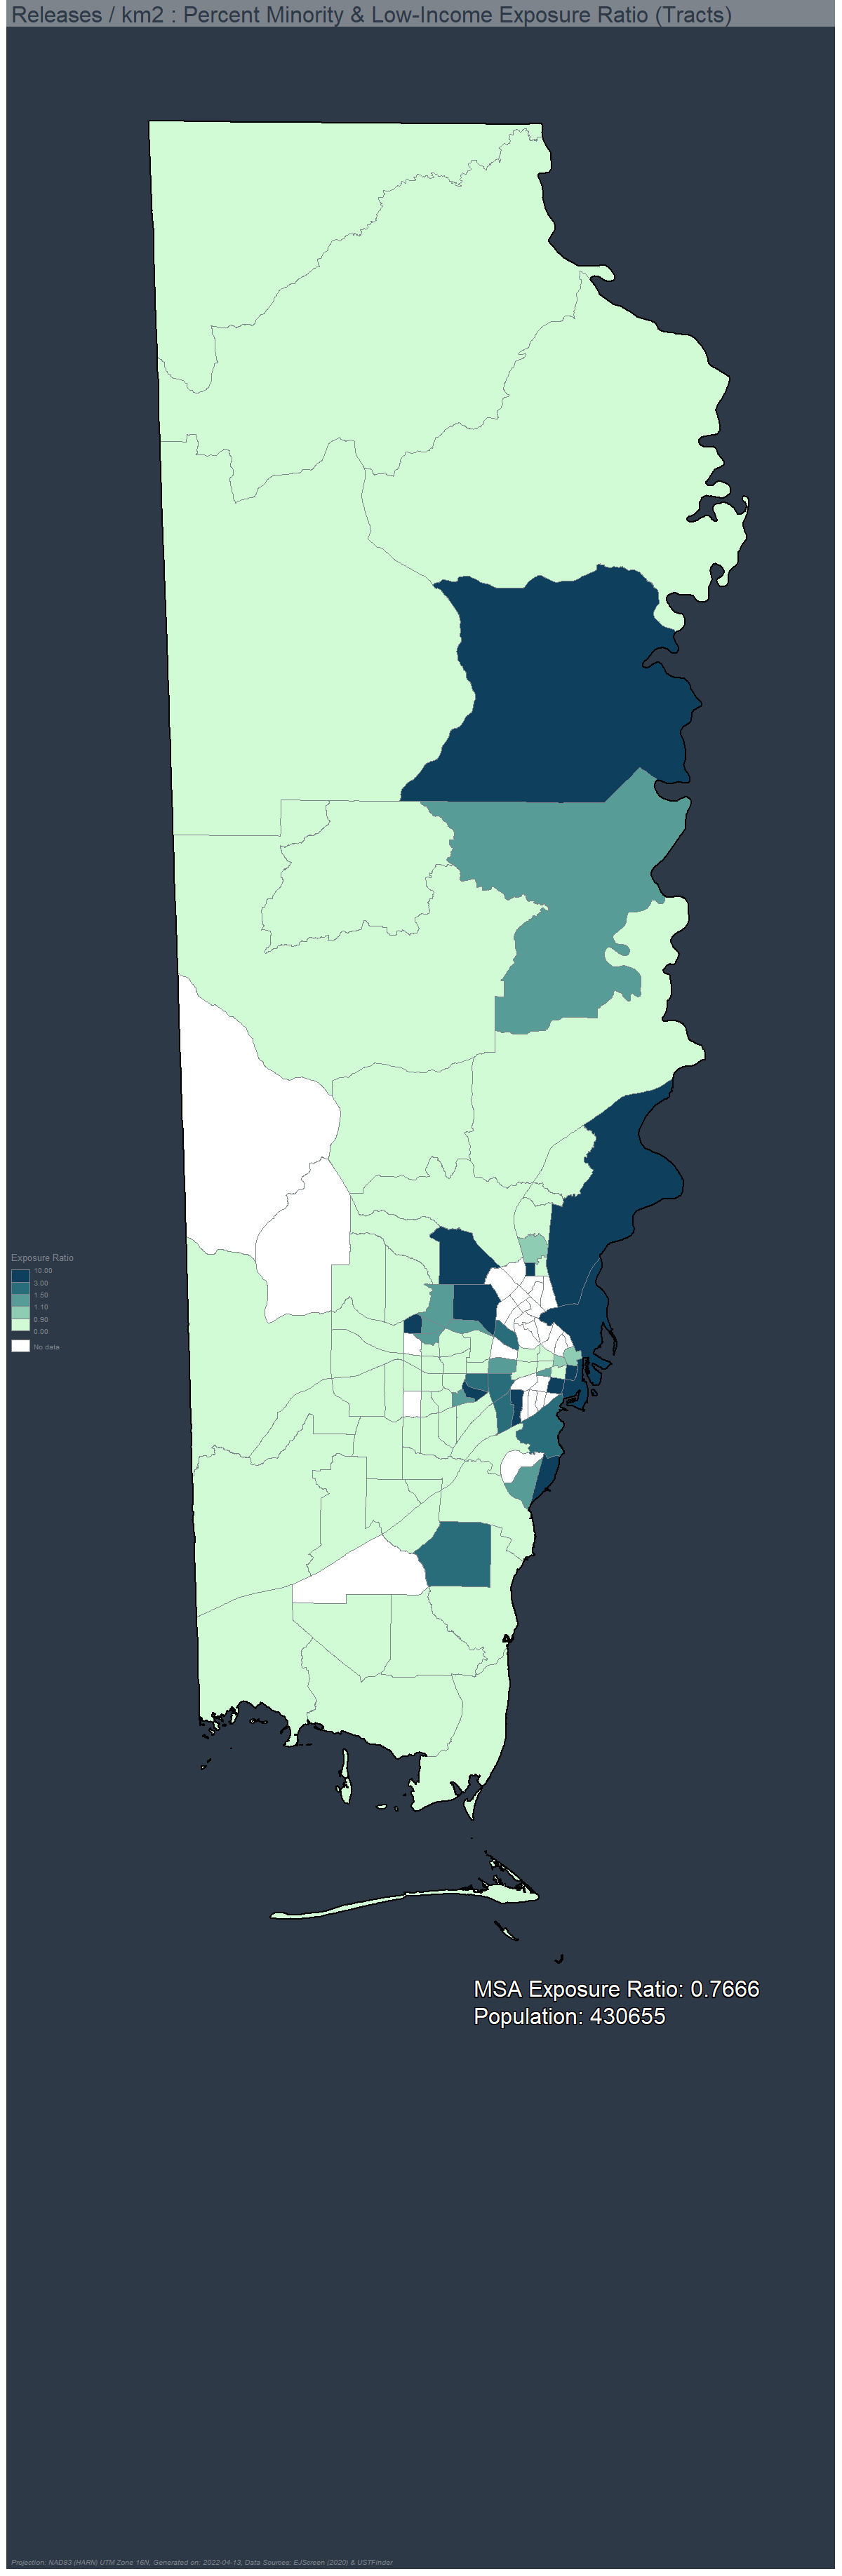 Releases / km2 : Percent Minority & Low-Income Exposure Ratio (Tracts)
Exposure Ratio
10.00
3.00
1.50
1.10
0.90
0.00
No data
MSA Exposure Ratio: 0.7666
Population: 430655
Projection: NAD83 (HARN) UTM Zone 16N, Generated on: 2022-04-13, Data Sources: EJScreen (2020) & USTFinder